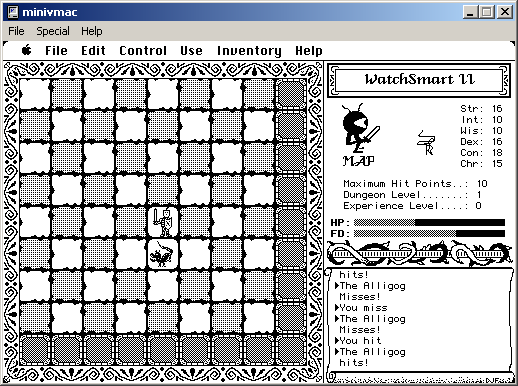 minivmac
File Special Help
File Edit Control Use Inventory Help
WatchSmart II
Str: 16
Int: 10
Wis: 10
Dex: 16
Con: 18
Chr: 15
MAP
Maximum Hit Points..: 10
Dungeon Level.......: 1
Experience Level....: 0
HP:
FD:
hits!
The Alligog
Misses!
You miss
The Alligog
Misses!
You hit
The Alligog
hits!